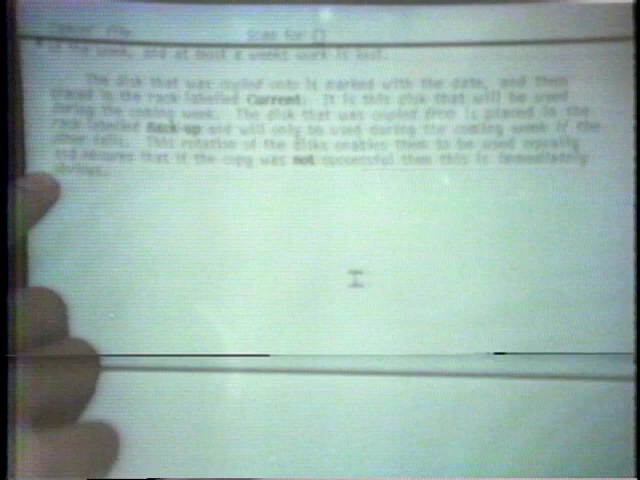 Scan for {}
of the week, and at most a weeks work is lost.
The disk that was copied onto is marked with the date, and then
placed in the rack labelled Current. It is this disk that will be used
during the coming week. The disk that was copied from is placed in the
rack labelled Back-up and will only be used during the coming week if the
other fails. This rotation of the disks enables them to be used equally
and ensures that if the copy was not successful then this is immediately
obvious.